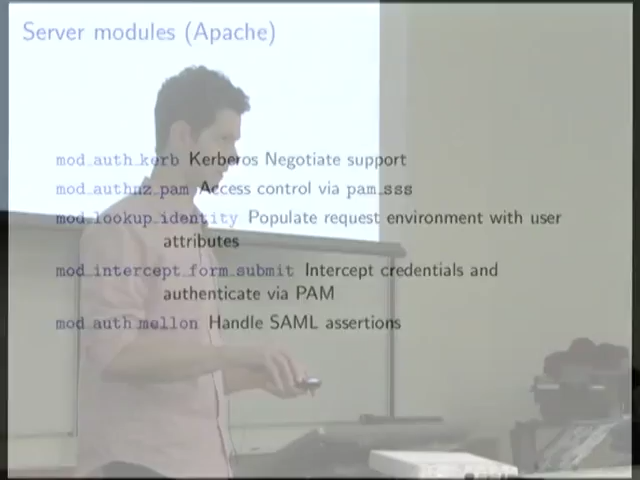 Server modules (Apache)
mod_auth_kerb Kerberos Negotiate support
mod_authnz_pam Access control via pam_sss
mod_lookup_identity Populate request environment with user
attributes
mod_intercept_form_submit Intercept credentials and
authenticate via PAM
mod_auth_mellon Handle SAML assertions